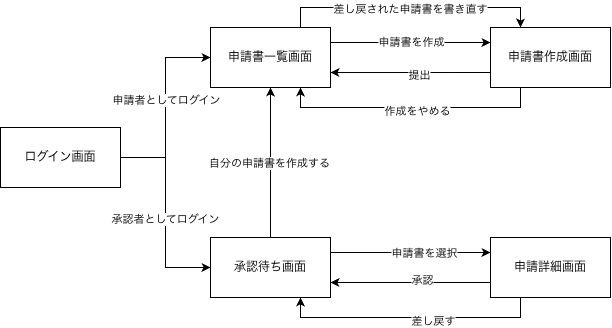 差し戻された申請書を書き直す
申請書一覧画面
申請書を作成
申請書作成画面
提出
申請者としてログイン
作成をやめる
ログイン画面
自分の申請書を作成する
承認者としてログイン
承認待ち画面
申請書を選択
申請詳細画面
承認
差し戻す